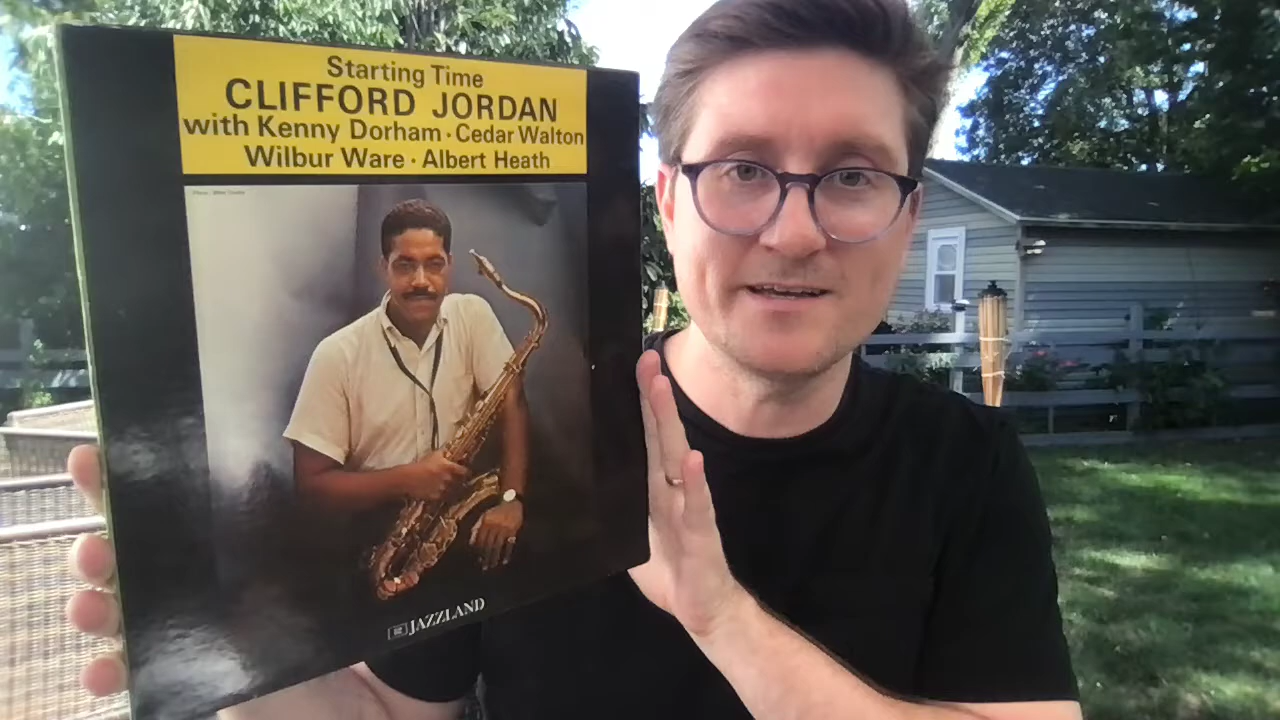 Starting Time
CLIFFORD JORDAN
with Kenny Dorham · Cedar Walton
Wilbur Ware · Albert Heath
JAZZLAND